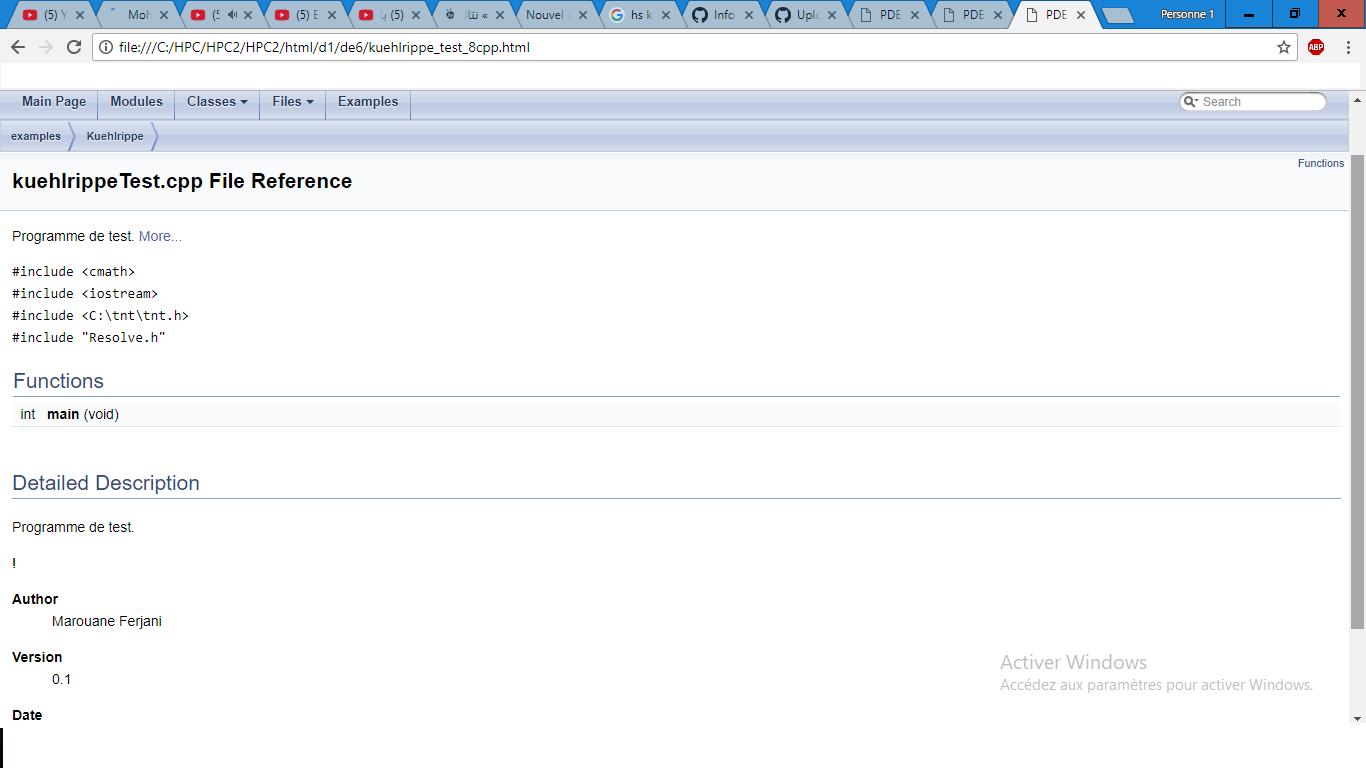 (5) Y
Moh
(5
(5) E
(5)
Nouvel
hs k
Info
Uplo
PDE
PDE
PDE
Personne 1
file:///C:/HPC/HPC2/HPC2/html/d1/de6/kuehlrippe_test_8cpp.html
ABP
Main Page Modules Classes Files Examples Search
examples Kuehlrippe
Functions
kuehlrippeTest.cpp File Reference
Programme de test. More...
#include <cmath>
#include <iostream>
#include <C:\tnt\tnt.h>
#include "Resolve.h"
Functions
int main (void)
Detailed Description
Programme de test.
!
Author
Marouane Ferjani
Version
0.1
Date
Activer Windows
Accédez aux paramètres pour activer Windows.